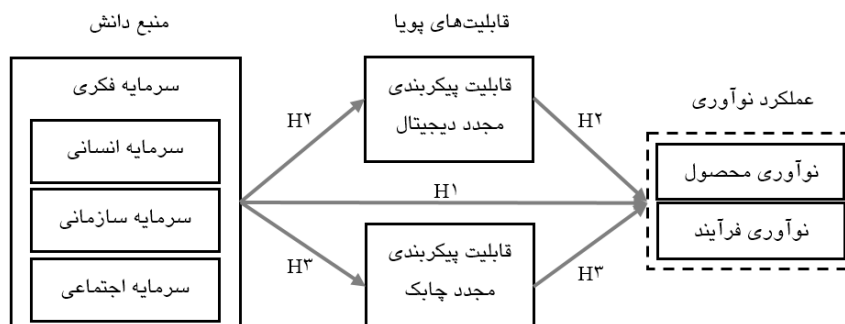 منبع دانش
قابلیت‌های پویا
سرمایه فکری
قابلیت پیکربندی
مجدد دیجیتال
عملکرد نوآوری
H۲
H۲
سرمایه انسانی
نوآوری محصول
H۱
سرمایه سازمانی
نوآوری فرآیند
قابلیت پیکربندی
مجدد چابک
H۳
H۳
سرمایه اجتماعی